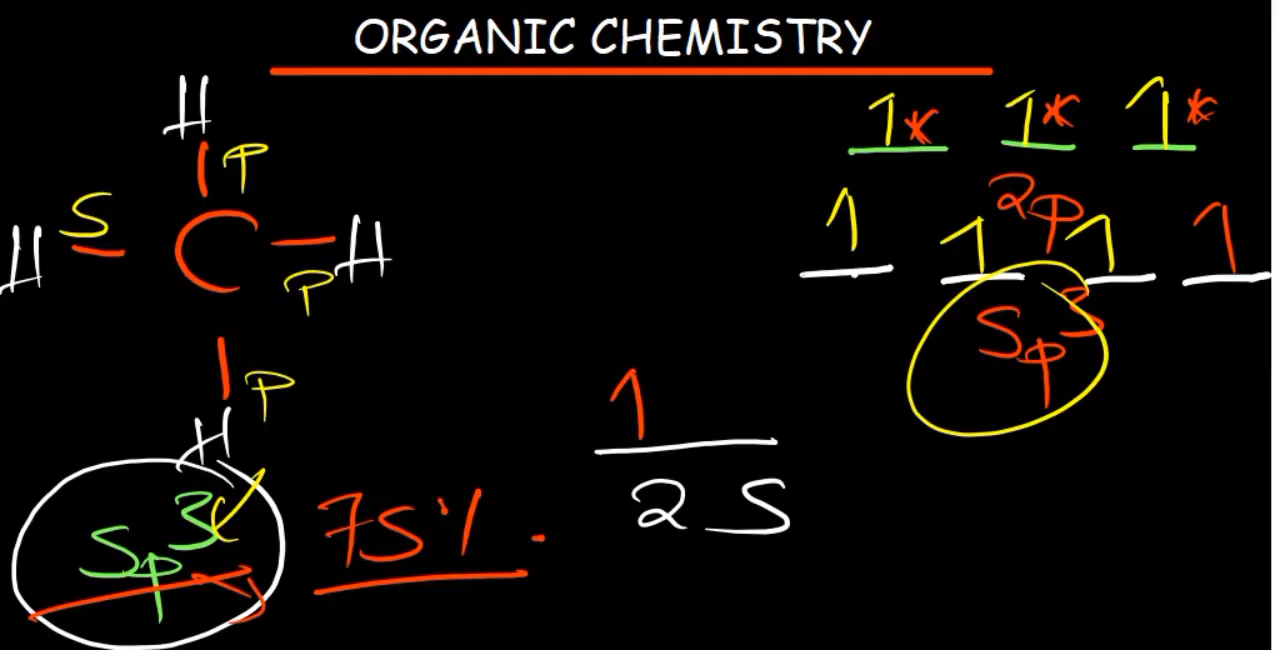 ORGANIC CHEMISTRY
H
P
S
H C H
P
P
H
sp3
75%.
1
2S
1* 1* 1*
2p
1 1 1 1
sp3